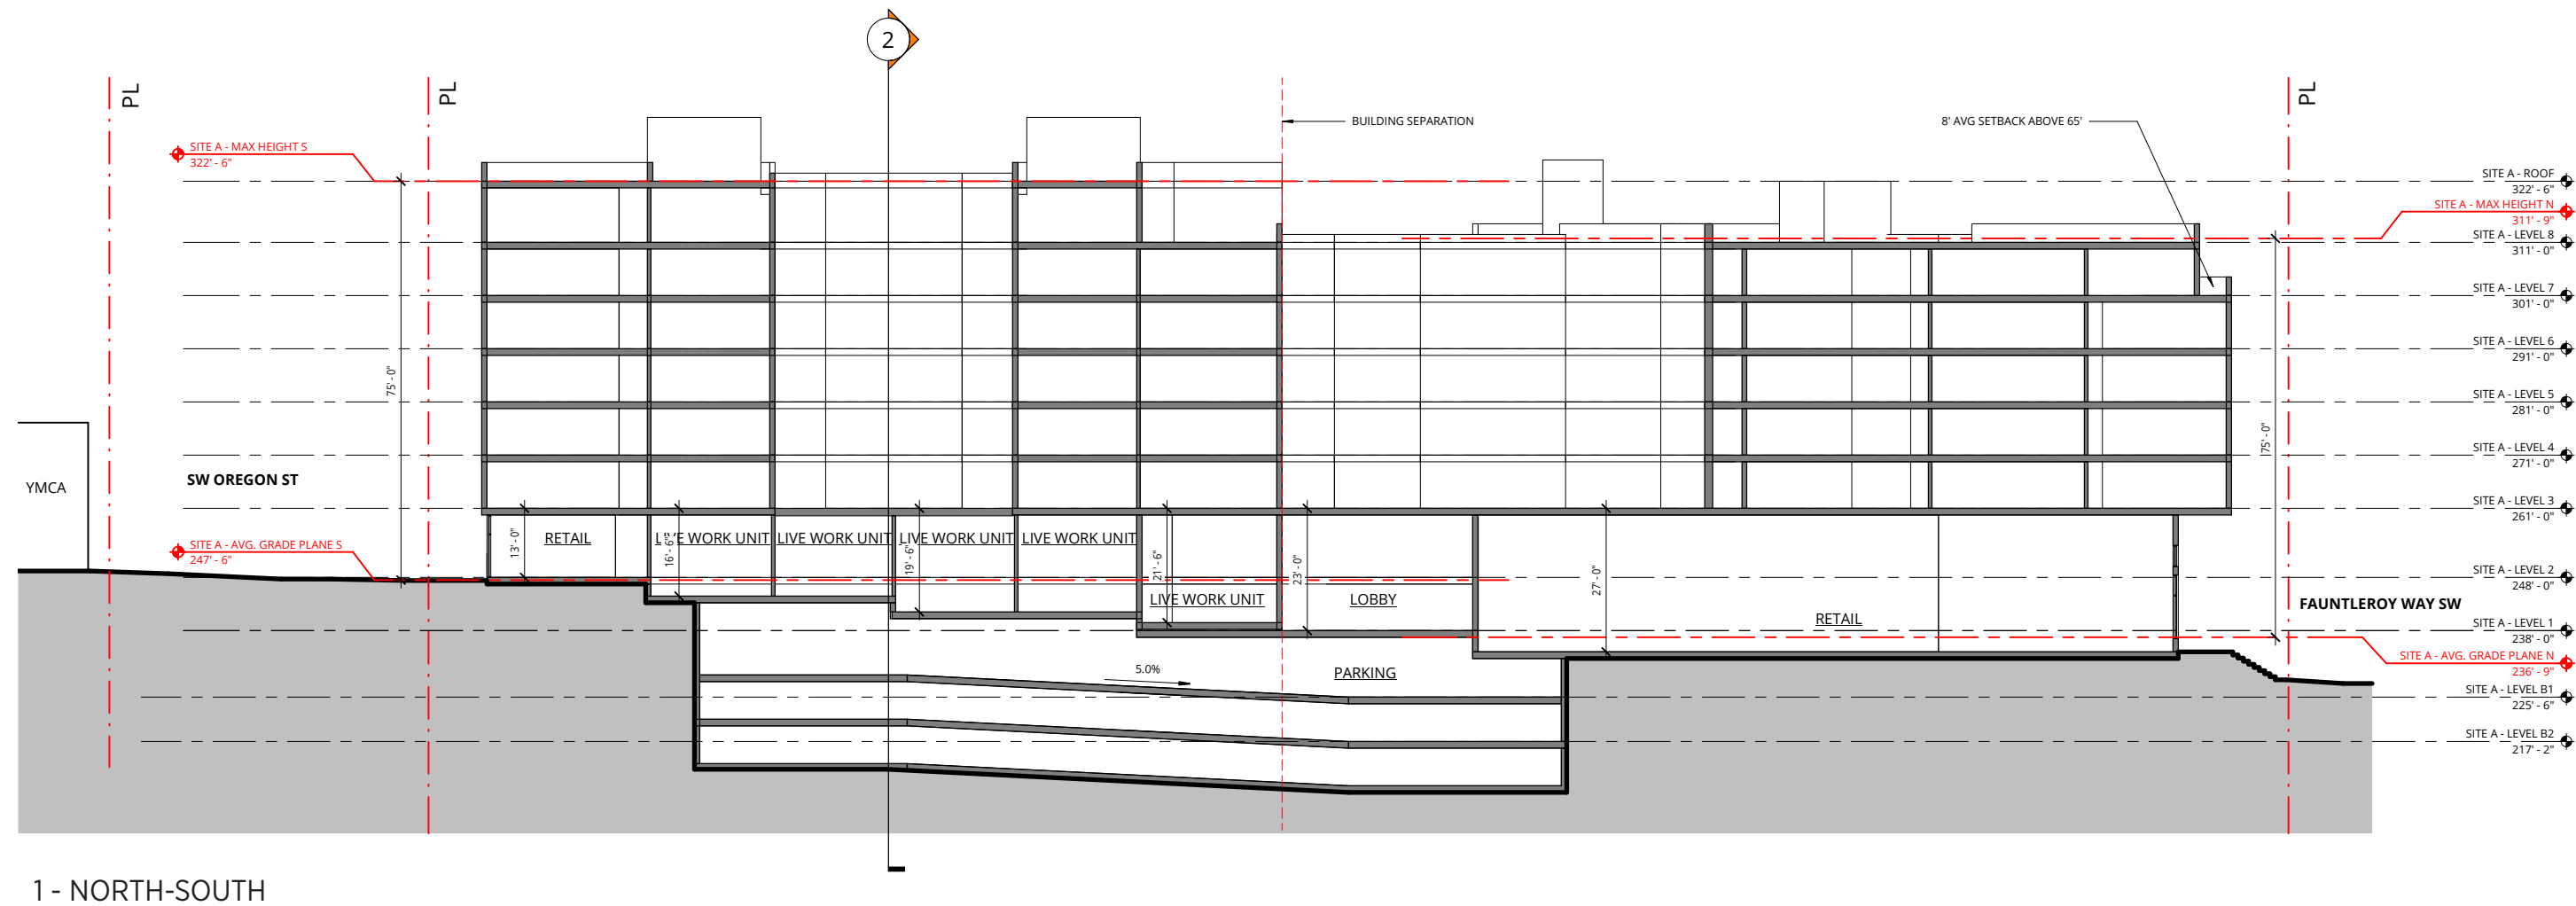 2
PL
PL
PL
BUILDING SEPARATION
8' AVG SETBACK ABOVE 65'
SITE A - MAX HEIGHT S
322' - 6"
SITE A - ROOF
322' - 6"
SITE A - MAX HEIGHT N
311' - 9"
SITE A - LEVEL 8
311' - 0"
SITE A - LEVEL 7
301' - 0"
SITE A - LEVEL 6
291' - 0"
75' - 0"
SITE A - LEVEL 5
281' - 0"
75' - 0"
SITE A - LEVEL 4
271' - 0"
YMCA
SW OREGON ST
SITE A - LEVEL 3
261' - 0"
SITE A - AVG. GRADE PLANE S
247' - 6"
13' - 0"
RETAIL
16' - 6"
LIVE WORK UNIT
LIVE WORK UNIT
19' - 6"
LIVE WORK UNIT
LIVE WORK UNIT
21' - 6"
23' - 0"
27' - 0"
SITE A - LEVEL 2
248' - 0"
LIVE WORK UNIT
LOBBY
RETAIL
FAUNTLEROY WAY SW
SITE A - LEVEL 1
238' - 0"
SITE A - AVG. GRADE PLANE N
236' - 9"
5.0%
PARKING
SITE A - LEVEL B1
225' - 6"
SITE A - LEVEL B2
217' - 2"
1 - NORTH-SOUTH